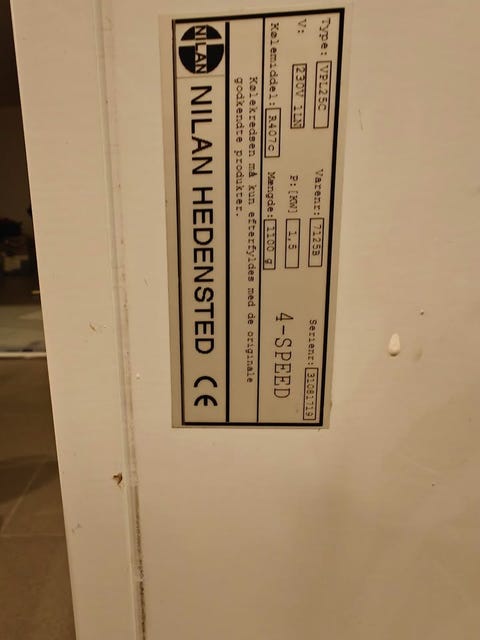 Type: VPL25C Varenr: 7125B Serienr: 31081719
V: 230V 1LN P:[KW] 1,5
Kølemiddel: R407c Mængde: 1100 g 4-SPEED
Kølekredsen må kun efterfyldes med de originale
godkendte produkter.
NILAN NILAN HEDENSTED CE